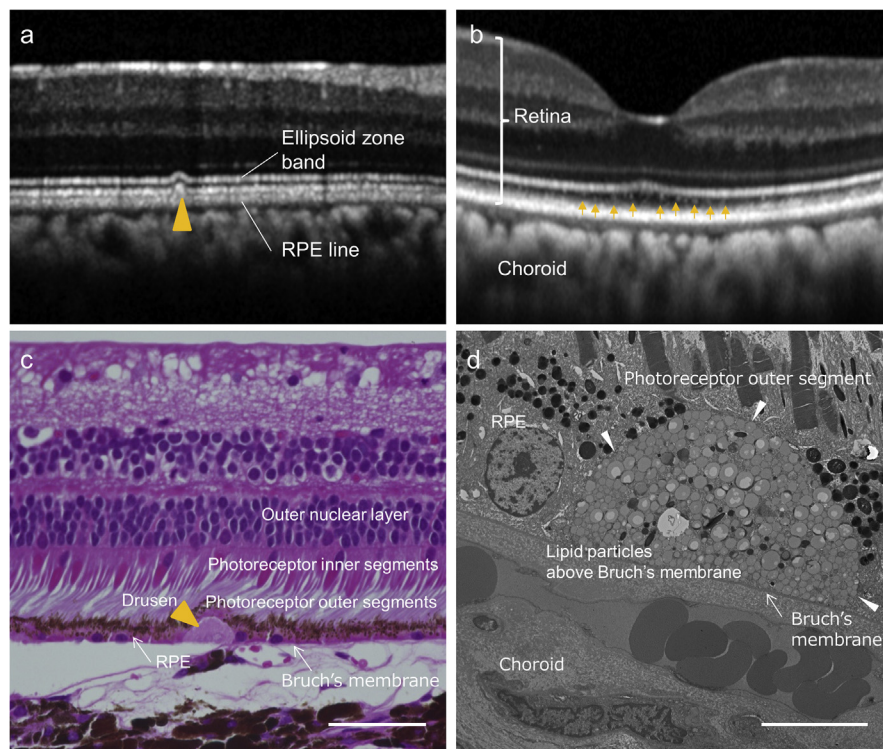 a
Ellipsoid zone
band
RPE line
b
Retina
Choroid
c
Outer nuclear layer
Photoreceptor inner segments
Drusen
Photoreceptor outer segments
RPE
Bruch's membrane
d
Photoreceptor outer segment
RPE
Lipid particles
above Bruch's membrane
Bruch's
membrane
Choroid